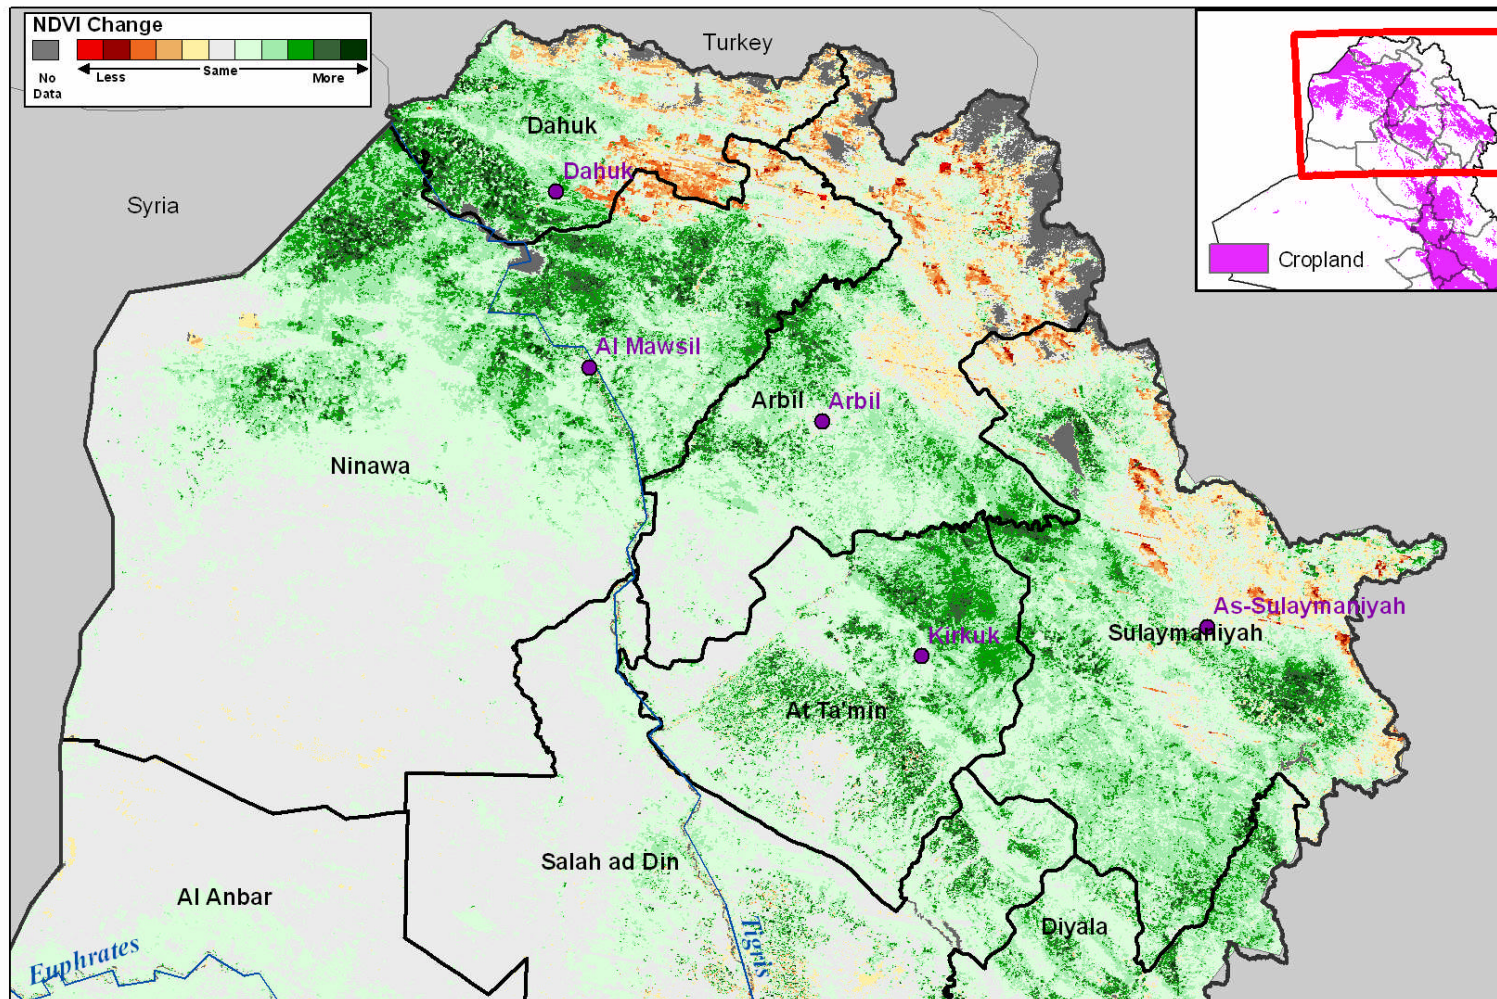 NDVI Change
No
Data
Less
Same
More
Turkey
Syria
Dahuk
Dahuk
Cropland
Al Mawsil
Arbil
Arbil
Ninawa
As-Sulaymaniyah
Sulaymaniyah
Kirkuk
At Ta'min
Salah ad Din
Al Anbar
Diyala
Euphrates
Tigris